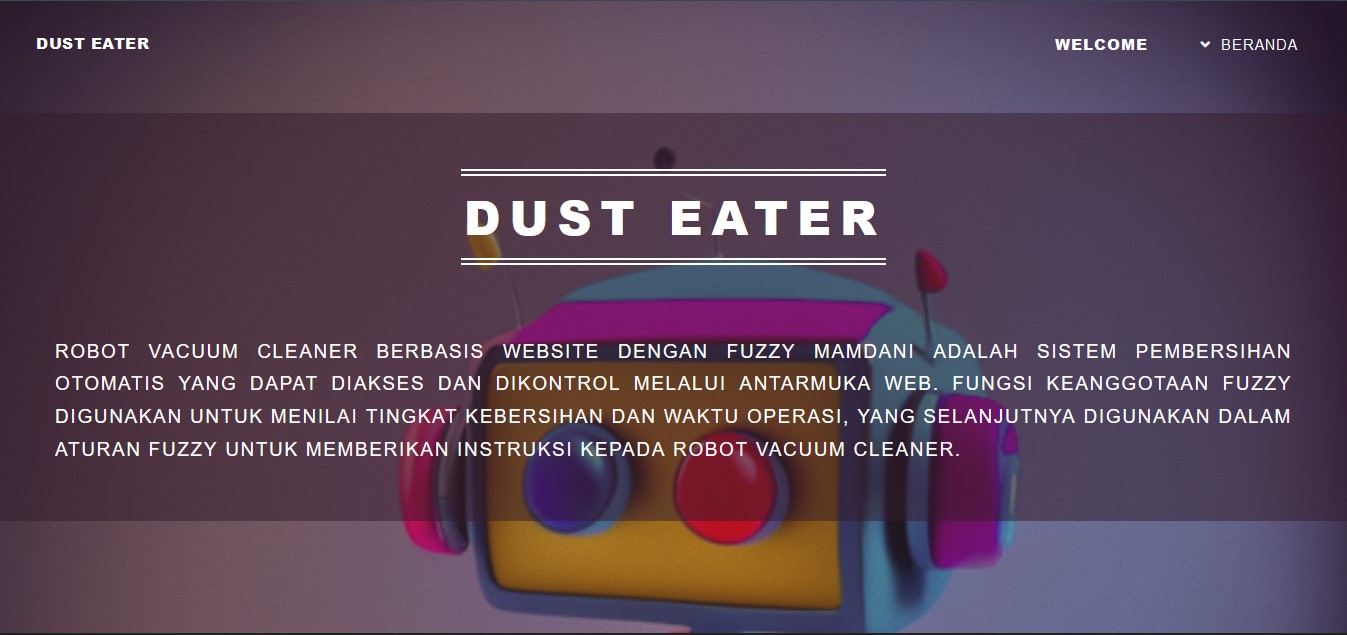 DUST EATER
WELCOME
BERANDA
DUST EATER
ROBOT VACUUM CLEANER BERBASIS WEBSITE DENGAN FUZZY MAMDANI ADALAH SISTEM PEMBERSIHAN
OTOMATIS YANG DAPAT DIAKSES DAN DIKONTROL MELALUI ANTARMUKA WEB. FUNGSI KEANGGOTAAN FUZZY
DIGUNAKAN UNTUK MENILAI TINGKAT KEBERSIHAN DAN WAKTU OPERASI, YANG SELANJUTNYA DIGUNAKAN DALAM
ATURAN FUZZY UNTUK MEMBERIKAN INSTRUKSI KEPADA ROBOT VACUUM CLEANER.